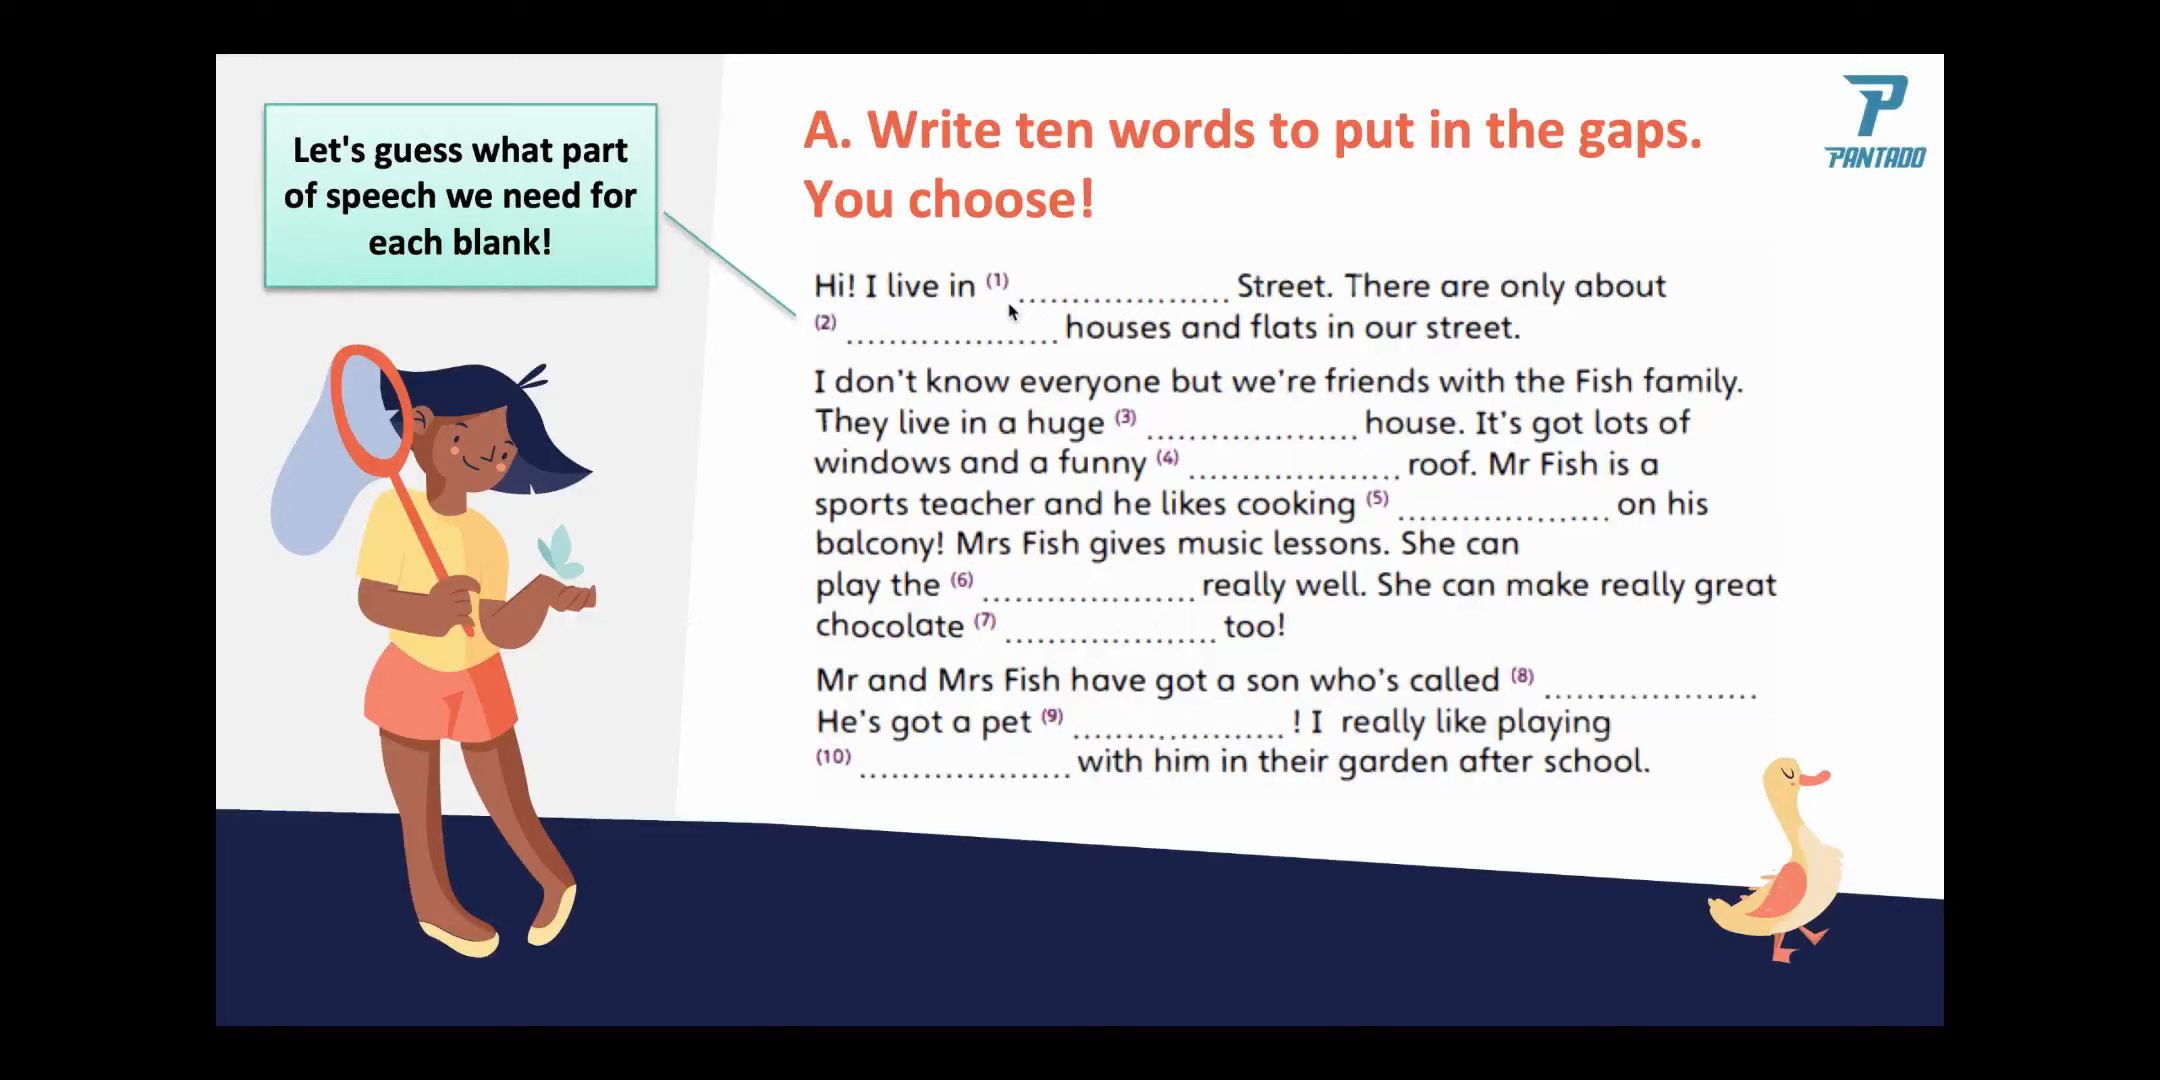 Let's guess what part
of speech we need for
each blank!
A. Write ten words to put in the gaps.
You choose!
PANTADO
Hi! I live in (1) .................... Street. There are only about
(2) .................... houses and flats in our street.
I don't know everyone but we're friends with the Fish family.
They live in a huge (3) .................... house. It's got lots of
windows and a funny (4) .................... roof. Mr Fish is a
sports teacher and he likes cooking (5) .................... on his
balcony! Mrs Fish gives music lessons. She can
play the (6) .................... really well. She can make really great
chocolate (7) .................... too!
Mr and Mrs Fish have got a son who's called (8) ....................
He's got a pet (9) .................... ! I really like playing
(10) .................... with him in their garden after school.